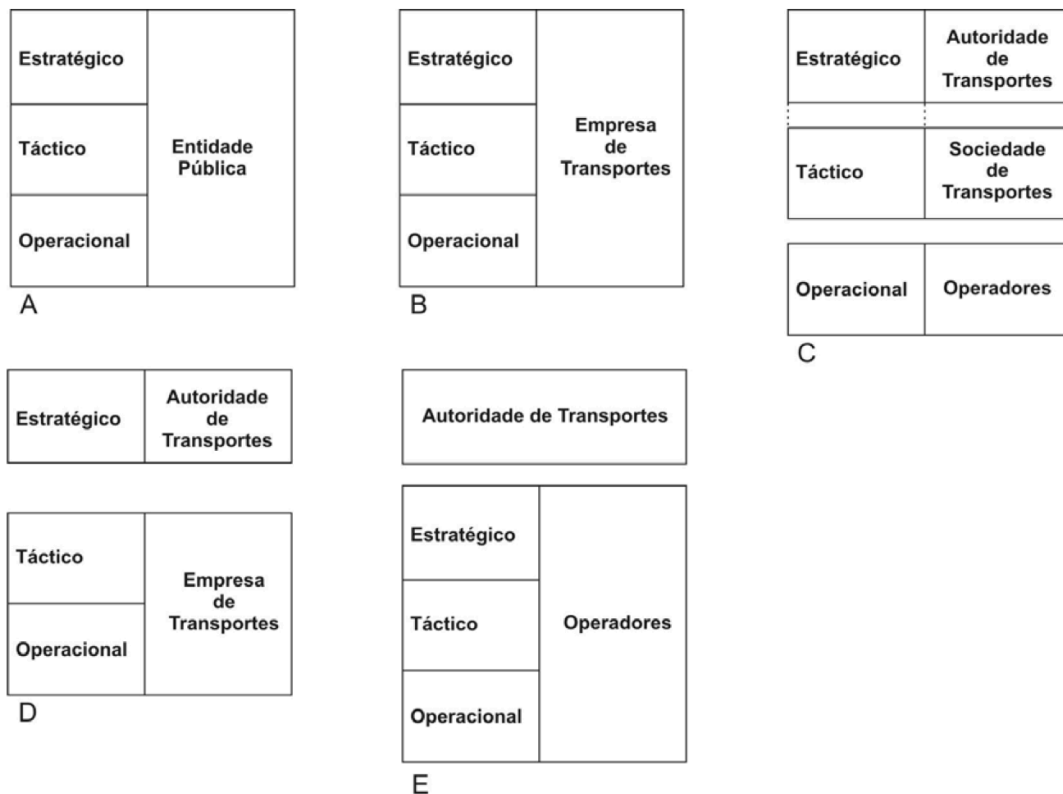 Estratégico
Táctico
Operacional
Entidade
Pública
A
Estratégico
Táctico
Operacional
Empresa
de
Transportes
B
Estratégico
Autoridade
de
Transportes
Táctico
Sociedade
de
Transportes
Operacional
Operadores
C
Estratégico
Autoridade
de
Transportes
Táctico
Operacional
Empresa
de
Transportes
D
Autoridade de Transportes
Estratégico
Táctico
Operacional
Operadores
E